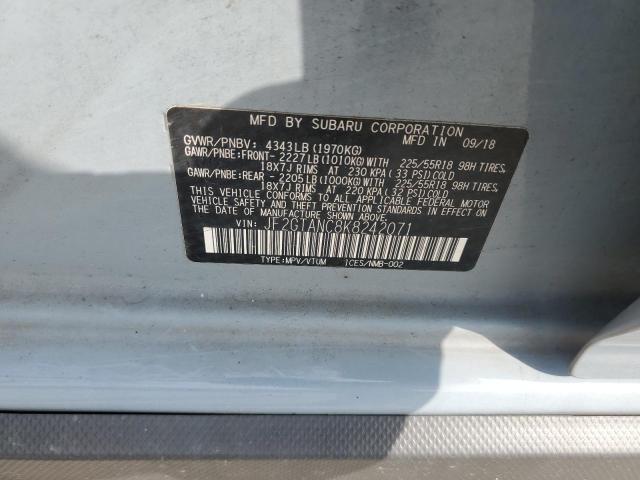 MFD BY SUBARU CORPORATION
GVWR/PNBV: 4343LB(1970KG) MFD IN 09/18
GAWR/PNBE:FRONT-2227LB(1010KG)WITH 225/55R18 98H TIRES,
18X7J RIMS AT 230 KPA(33 PSI)COLD
GAWR/PNBE:REAR -2205LB(1000KG)WITH 225/55R18 98H TIRES,
18X7J RIMS AT 220 KPA(32 PSI)COLD
THIS VEHICLE CONFORMS TO ALL APPLICABLE FEDERAL MOTOR
VEHICLE SAFETY, BUMPER, AND THEFT PREVENTION STANDARDS IN EFFECT
ON THE DATE OF MANUFACTURE SHOWN ABOVE.
VIN: JF2GTANC8K8242071
TYPE:MPV/VTUM ICES/NMB-002